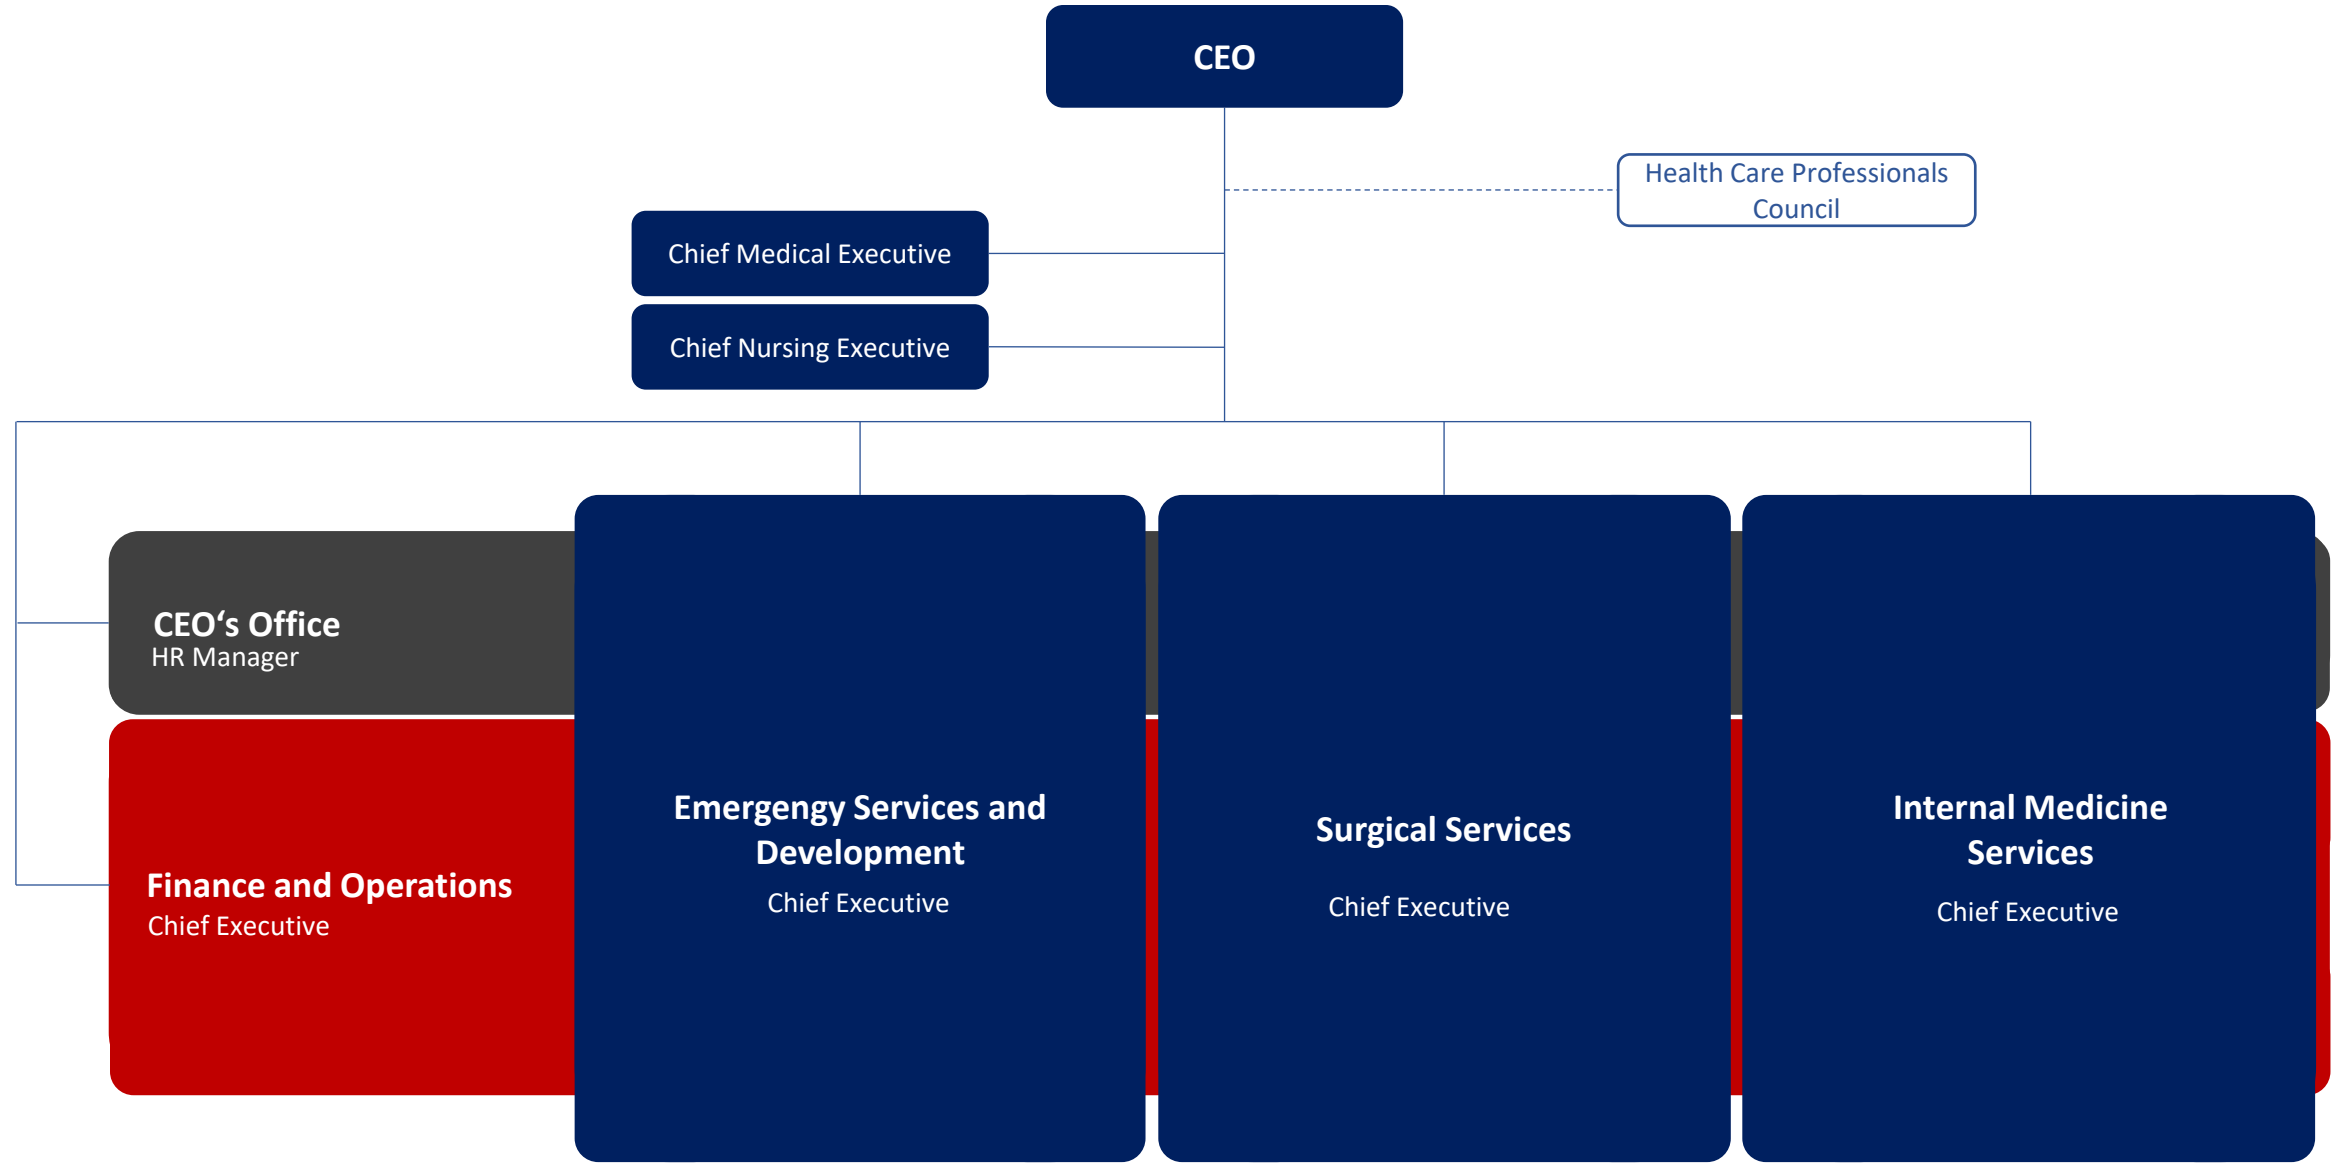 CEO
Health Care Professionals
Council
Chief Medical Executive
Chief Nursing Executive
CEO‘s Office
HR Manager
Finance and Operations
Chief Executive
Emergengy Services and
Development
Chief Executive
Surgical Services
Chief Executive
Internal Medicine
Services
Chief Executive